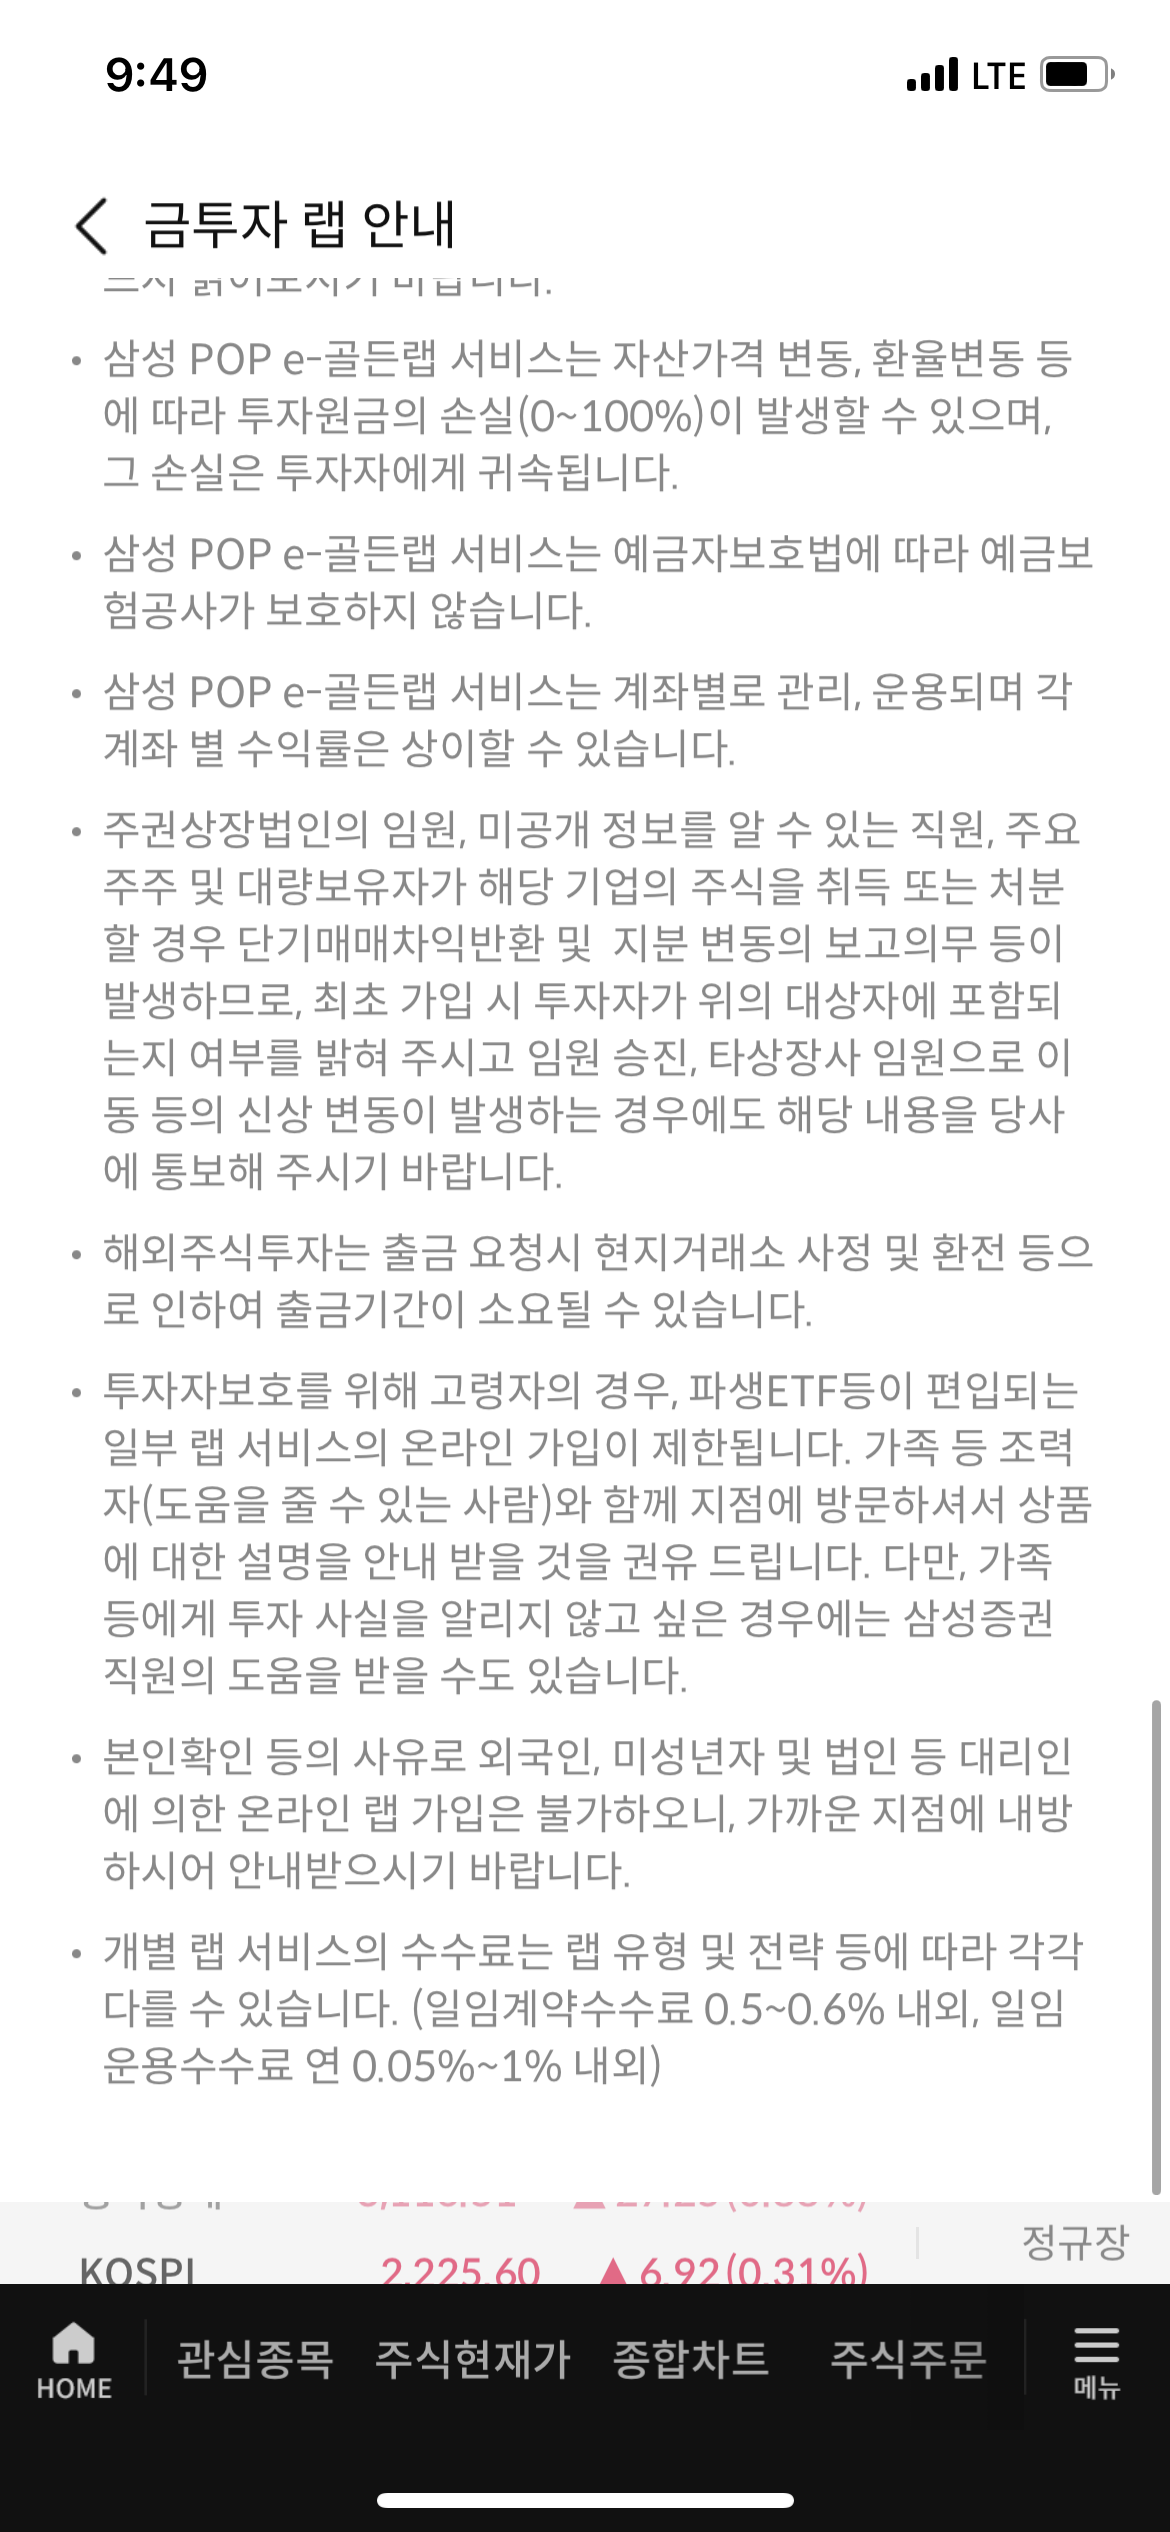 9:49
LTE
금투자 랩 안내
• 삼성 POP e-골든랩 서비스는 자산가격 변동, 환율변동 등
에 따라 투자원금의 손실(0~100%)이 발생할 수 있으며,
그 손실은 투자자에게 귀속됩니다.
• 삼성 POP e-골든랩 서비스는 예금자보호법에 따라 예금보
험공사가 보호하지 않습니다.
• 삼성 POP e-골든랩 서비스는 계좌별로 관리, 운용되며 각
계좌 별 수익률은 상이할 수 있습니다.
• 주권상장법인의 임원, 미공개 정보를 알 수 있는 직원, 주요
주주 및 대량보유자가 해당 기업의 주식을 취득 또는 처분
할 경우 단기매매차익반환 및 지분 변동의 보고의무 등이
발생하므로, 최초 가입 시 투자자가 위의 대상자에 포함되
는지 여부를 밝혀 주시고 임원 승진, 타상장사 임원으로 이
동 등의 신상 변동이 발생하는 경우에도 해당 내용을 당사
에 통보해 주시기 바랍니다.
• 해외주식투자는 출금 요청시 현지거래소 사정 및 환전 등으
로 인하여 출금기간이 소요될 수 있습니다.
• 투자자보호를 위해 고령자의 경우, 파생ETF등이 편입되는
일부 랩 서비스의 온라인 가입이 제한됩니다. 가족 등 조력
자(도움을 줄 수 있는 사람)와 함께 지점에 방문하셔서 상품
에 대한 설명을 안내 받을 것을 권유 드립니다. 다만, 가족
등에게 투자 사실을 알리지 않고 싶은 경우에는 삼성증권
직원의 도움을 받을 수도 있습니다.
• 본인확인 등의 사유로 외국인, 미성년자 및 법인 등 대리인
에 의한 온라인 랩 가입은 불가하오니, 가까운 지점에 내방
하시어 안내받으시기 바랍니다.
• 개별 랩 서비스의 수수료는 랩 유형 및 전략 등에 따라 각각
다를 수 있습니다. (일임계약수수료 0.5~0.6% 내외, 일임
운용수수료 연 0.05%~1% 내외)
정규장
KOSPI 2,225.60 ▲ 6.92(0.31%)
HOME 관심종목 주식현재가 종합차트 주식주문 메뉴